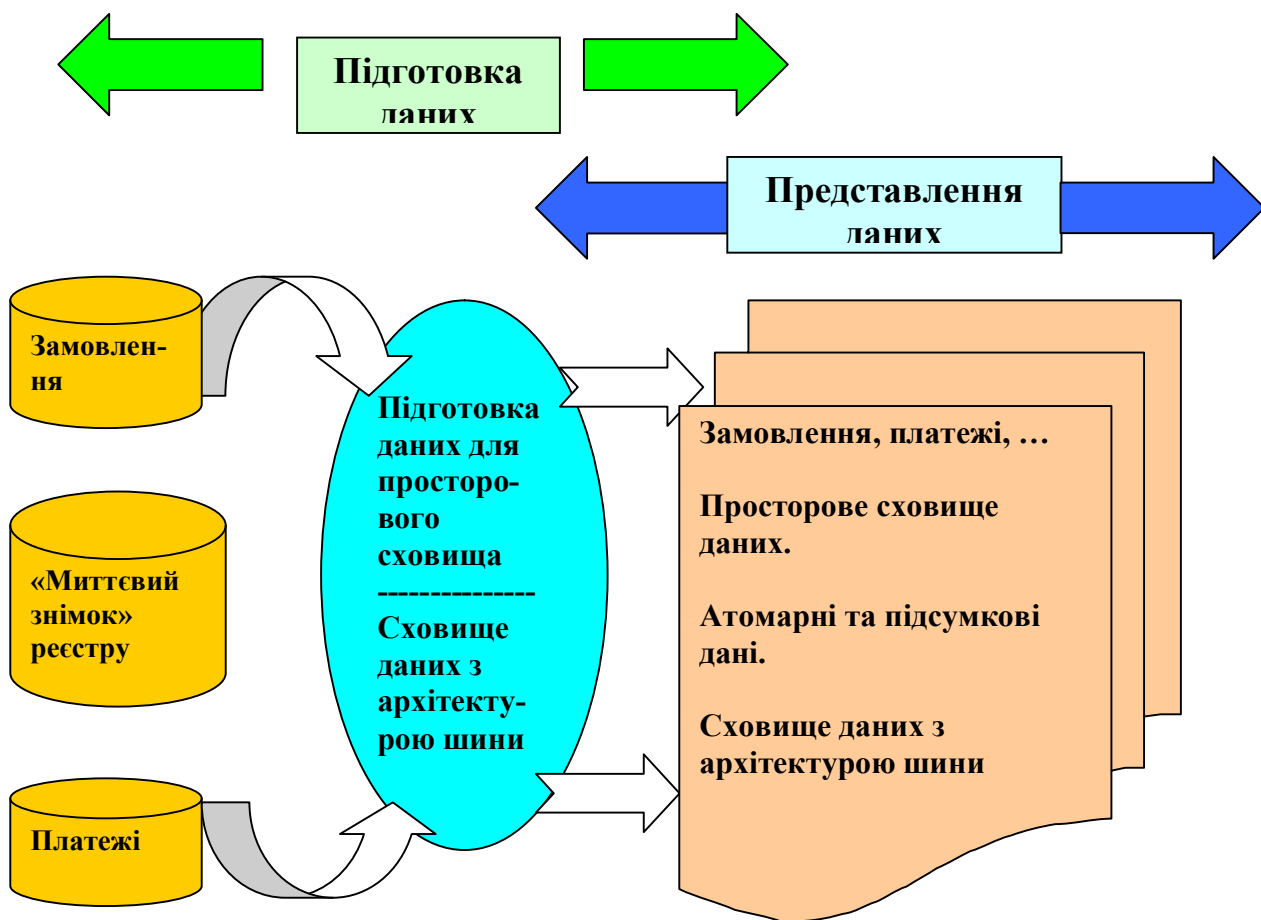 Підготовка
даних
Представлення
даних
Замовлен-
ня
«Миттєвий
знімок»
реєстру
Платежі
Підготовка
даних для
просторо-
вого
сховища
---------------
Сховище
даних з
архітекту-
рою шини
Замовлення, платежі, …
Просторове сховище
даних.
Атомарні та підсумкові
дані.
Сховище даних з
архітектурою шини